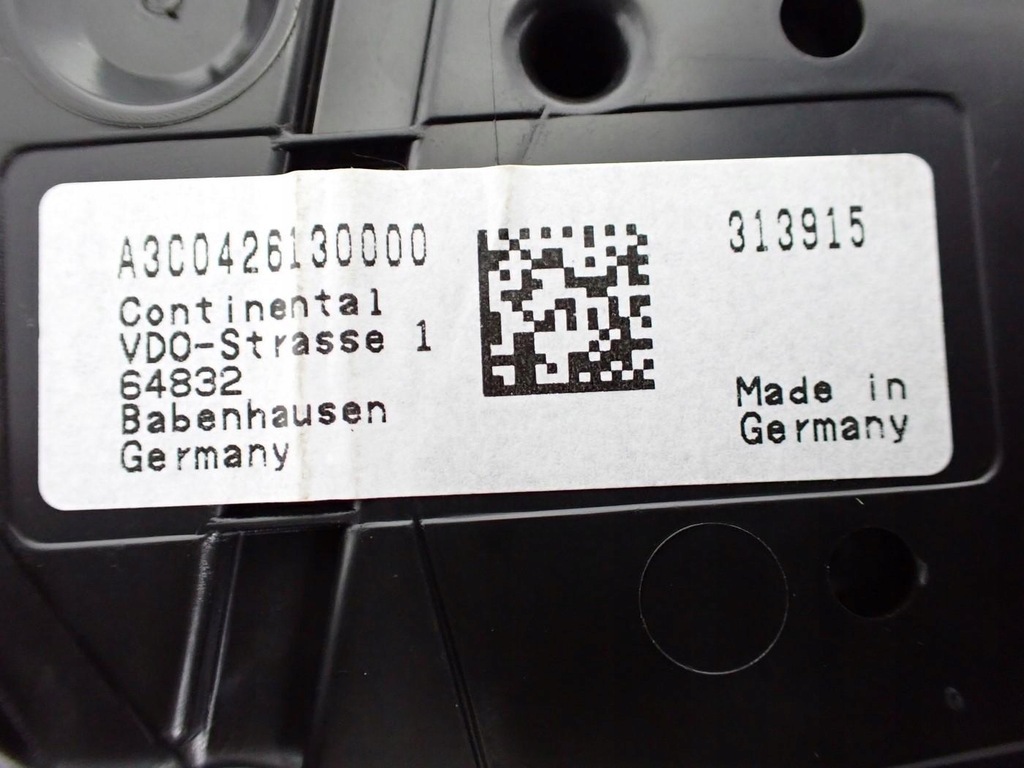 A3C0426130000
Continental
VDO-Strasse 1
64832
Babenhausen
Germany
313915
Made in
Germany